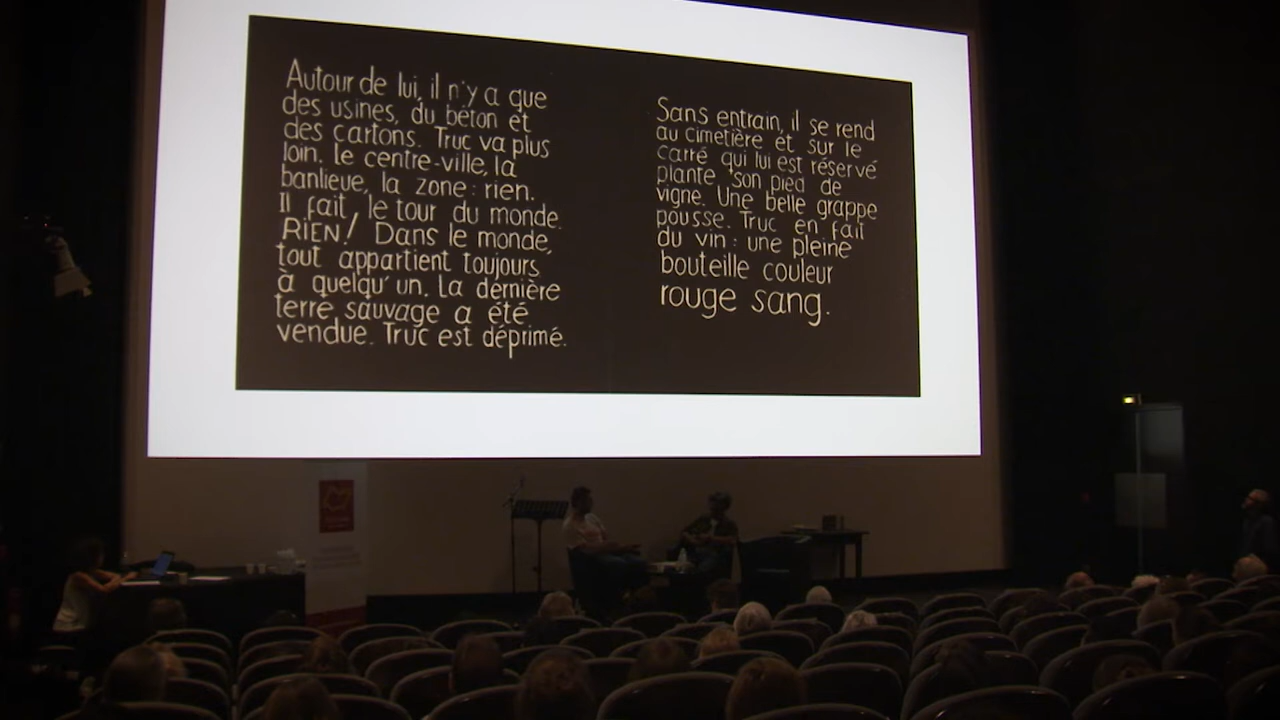 Autour de lui, il n'y a que
des usines, du béton et
des cartons. Truc va plus
loin. le centre-ville, la
banlieue, la zone : rien.
Il fait le tour du monde.
RIEN! Dans le monde,
tout appartient toujours
à quelqu'un. La dernière
terre sauvage a été
vendue. Truc est déprimé.
Sans entrain, il se rend
au cimetière et sur le
carré qui lui est réservé
plante son pied de
vigne. Une belle grappe
pousse. Truc en fait
du vin : une pleine
bouteille couleur
rouge sang.